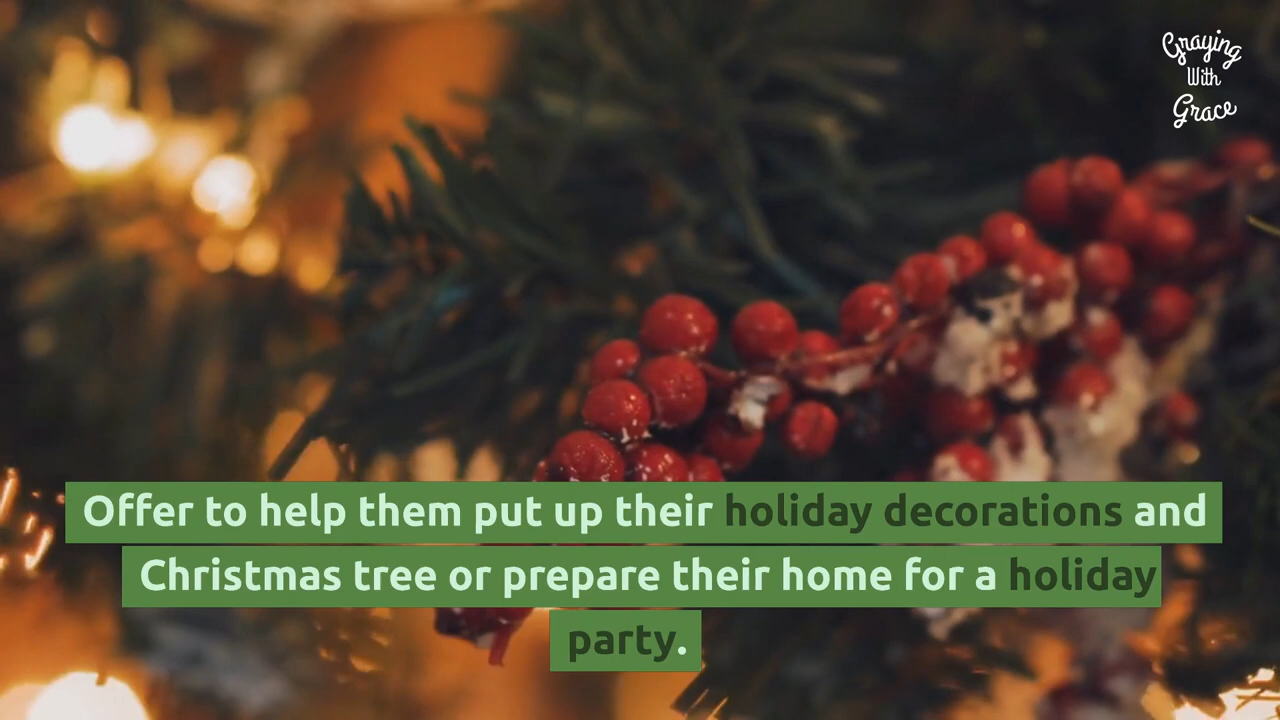 Graying
With
Grace
Offer to help them put up their holiday decorations and
Christmas tree or prepare their home for a holiday
party.